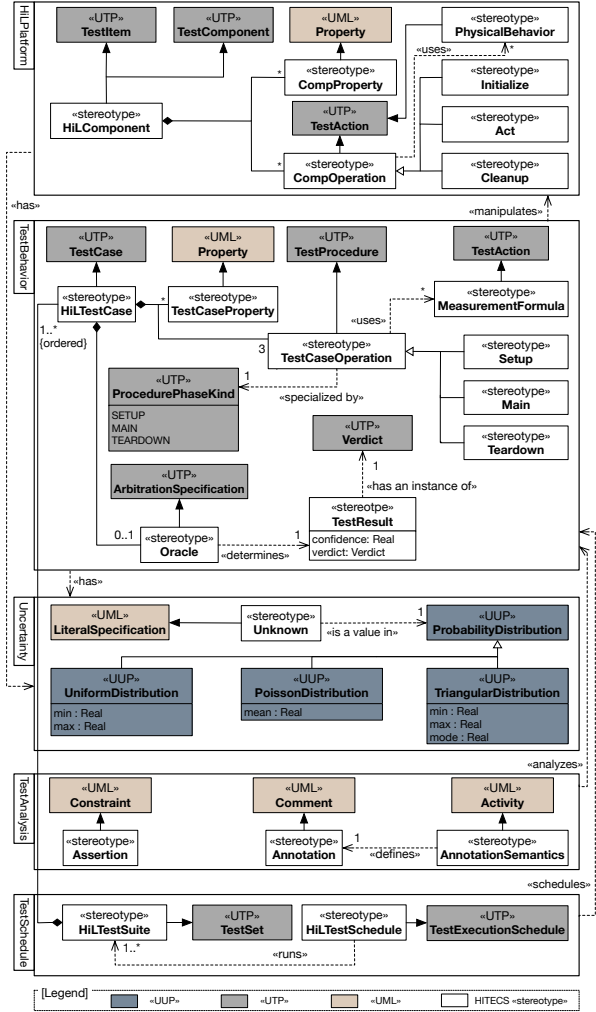 HiLPlatform
«UTP»
TestItem
«UTP»
TestComponent
«UML»
Property
«stereotype»
PhysicalBehavior
«uses»
*
«stereotype»
CompProperty
*
«stereotype»
Initialize
«stereotype»
HiLComponent
«UTP»
TestAction
«stereotype»
Act
*
«stereotype»
CompOperation
«stereotype»
Cleanup
«has»
«manipulates»
TestBehavior
«UTP»
TestCase
«UML»
Property
«UTP»
TestProcedure
«UTP»
TestAction
«stereotype»
HiLTestCase
*
«stereotype»
TestCaseProperty
*
«stereotype»
MeasurementFormula
1..*
{ordered}
«uses»
3
«stereotype»
TestCaseOperation
«stereotype»
Setup
«UTP»
ProcedurePhaseKind
SETUP
MAIN
TEARDOWN
1
«specialized by»
«stereotype»
Main
«UTP»
Verdict
«stereotype»
Teardown
1
«UTP»
ArbitrationSpecification
«has an instance of»
0..1
«stereotype»
Oracle
«determines»
1
«stereotpe»
TestResult
confidence: Real
verdict: Verdict
«has»
Uncertainty
«UML»
LiteralSpecification
«stereotype»
Unknown
«is a value in»
1
«UUP»
ProbabilityDistribution
«UUP»
UniformDistribution
min : Real
max : Real
«UUP»
PoissonDistribution
mean : Real
«UUP»
TriangularDistribution
min : Real
max : Real
mode : Real
«analyzes»
TestAnalysis
«UML»
Constraint
«UML»
Comment
«UML»
Activity
«stereotype»
Assertion
«stereotype»
Annotation
1
«defines»
«stereotype»
AnnotationSemantics
«schedules»
TestSchedule
«stereotype»
HiLTestSuite
«UTP»
TestSet
«stereotype»
HiLTestSchedule
«UTP»
TestExecutionSchedule
1..*
«runs»
[Legend]
«UUP»
«UTP»
«UML»
HITECS «stereotype»